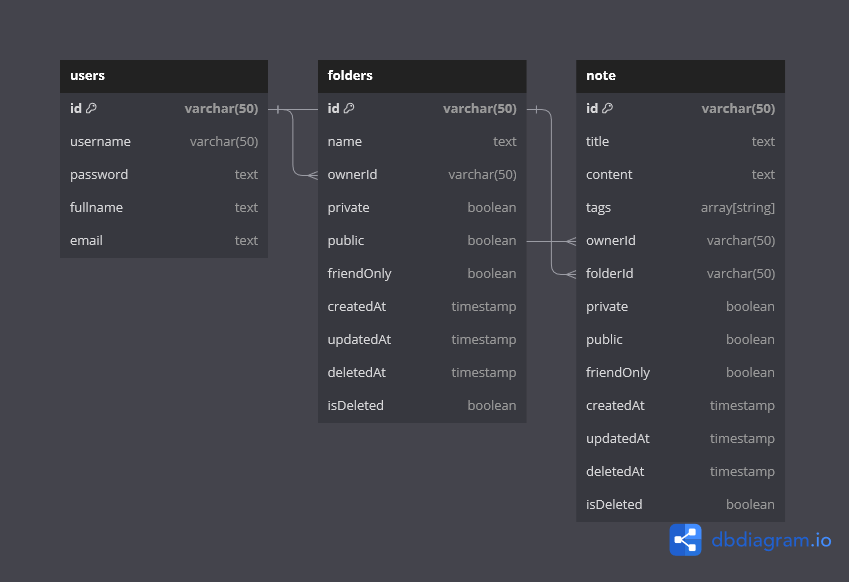 users
id varchar(50)
username varchar(50)
password text
fullname text
email text
folders
id varchar(50)
name text
ownerId varchar(50)
private boolean
public boolean
friendOnly boolean
createdAt timestamp
updatedAt timestamp
deletedAt timestamp
isDeleted boolean
note
id varchar(50)
title text
content text
tags array[string]
ownerId varchar(50)
folderId varchar(50)
private boolean
public boolean
friendOnly boolean
createdAt timestamp
updatedAt timestamp
deletedAt timestamp
isDeleted boolean
dbdiagram.io